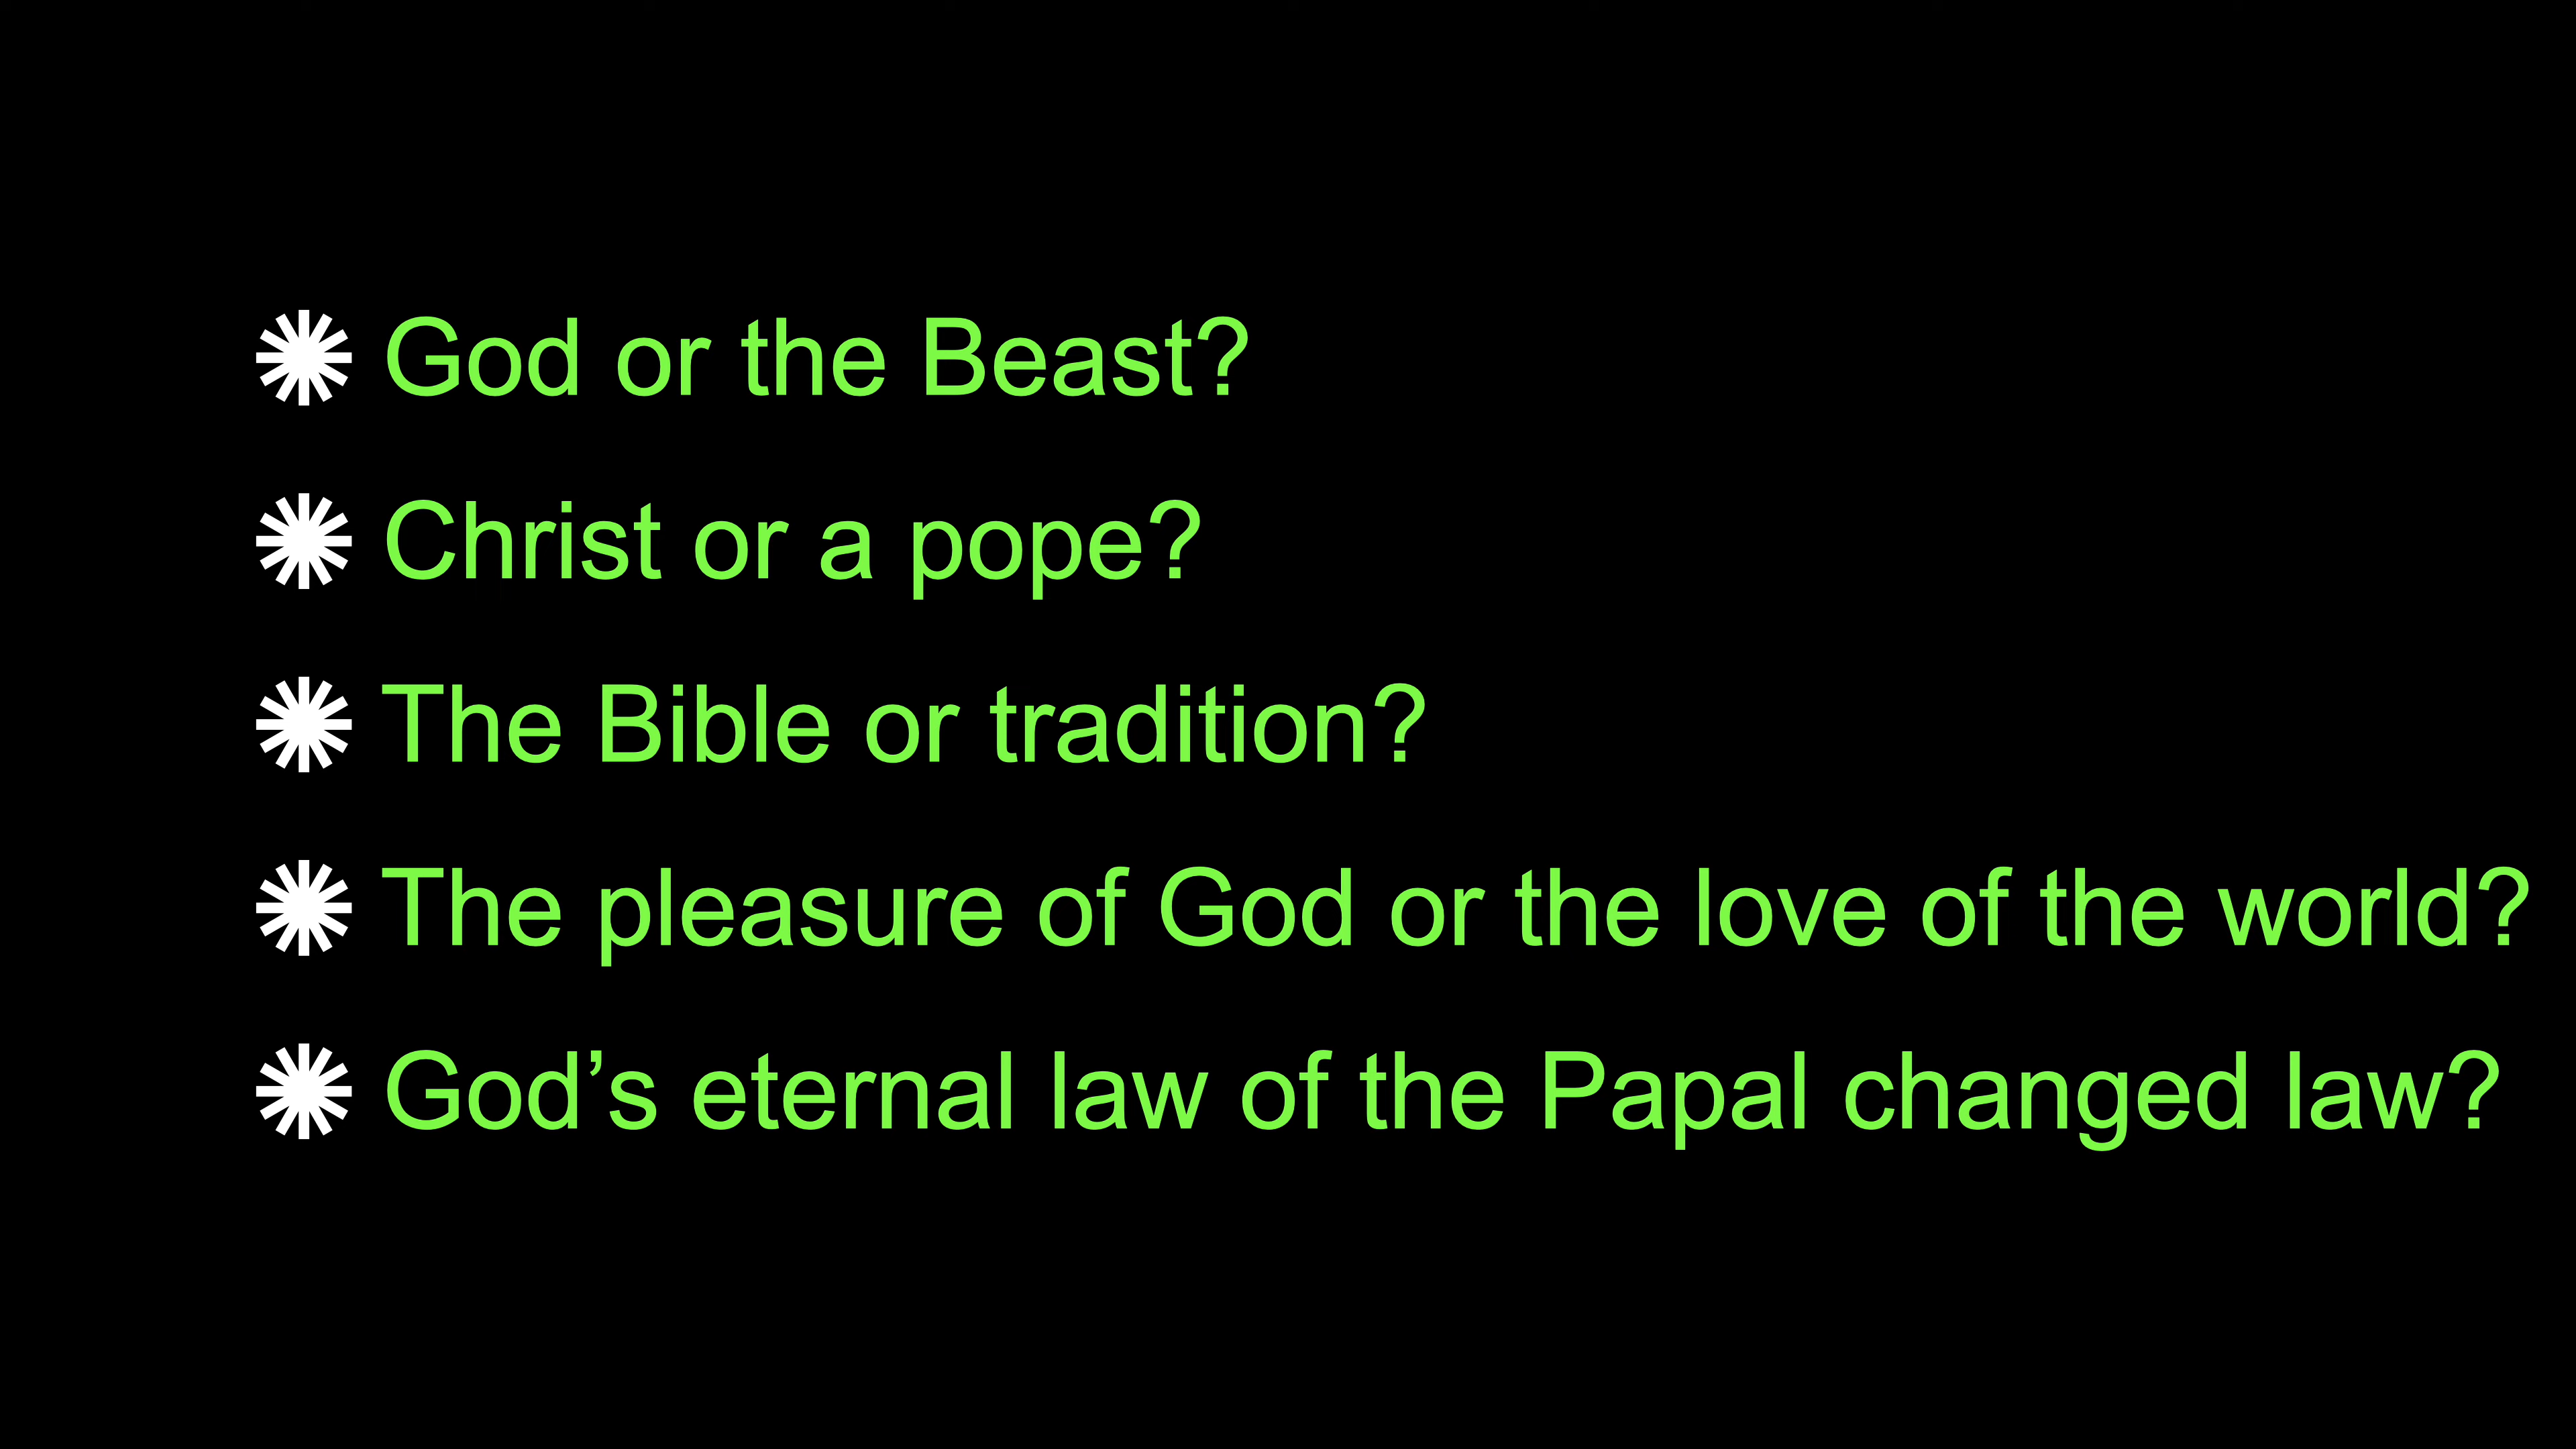 God or the Beast?
Christ or a pope?
The Bible or tradition?
The pleasure of God or the love of the world?
God’s eternal law of the Papal changed law?